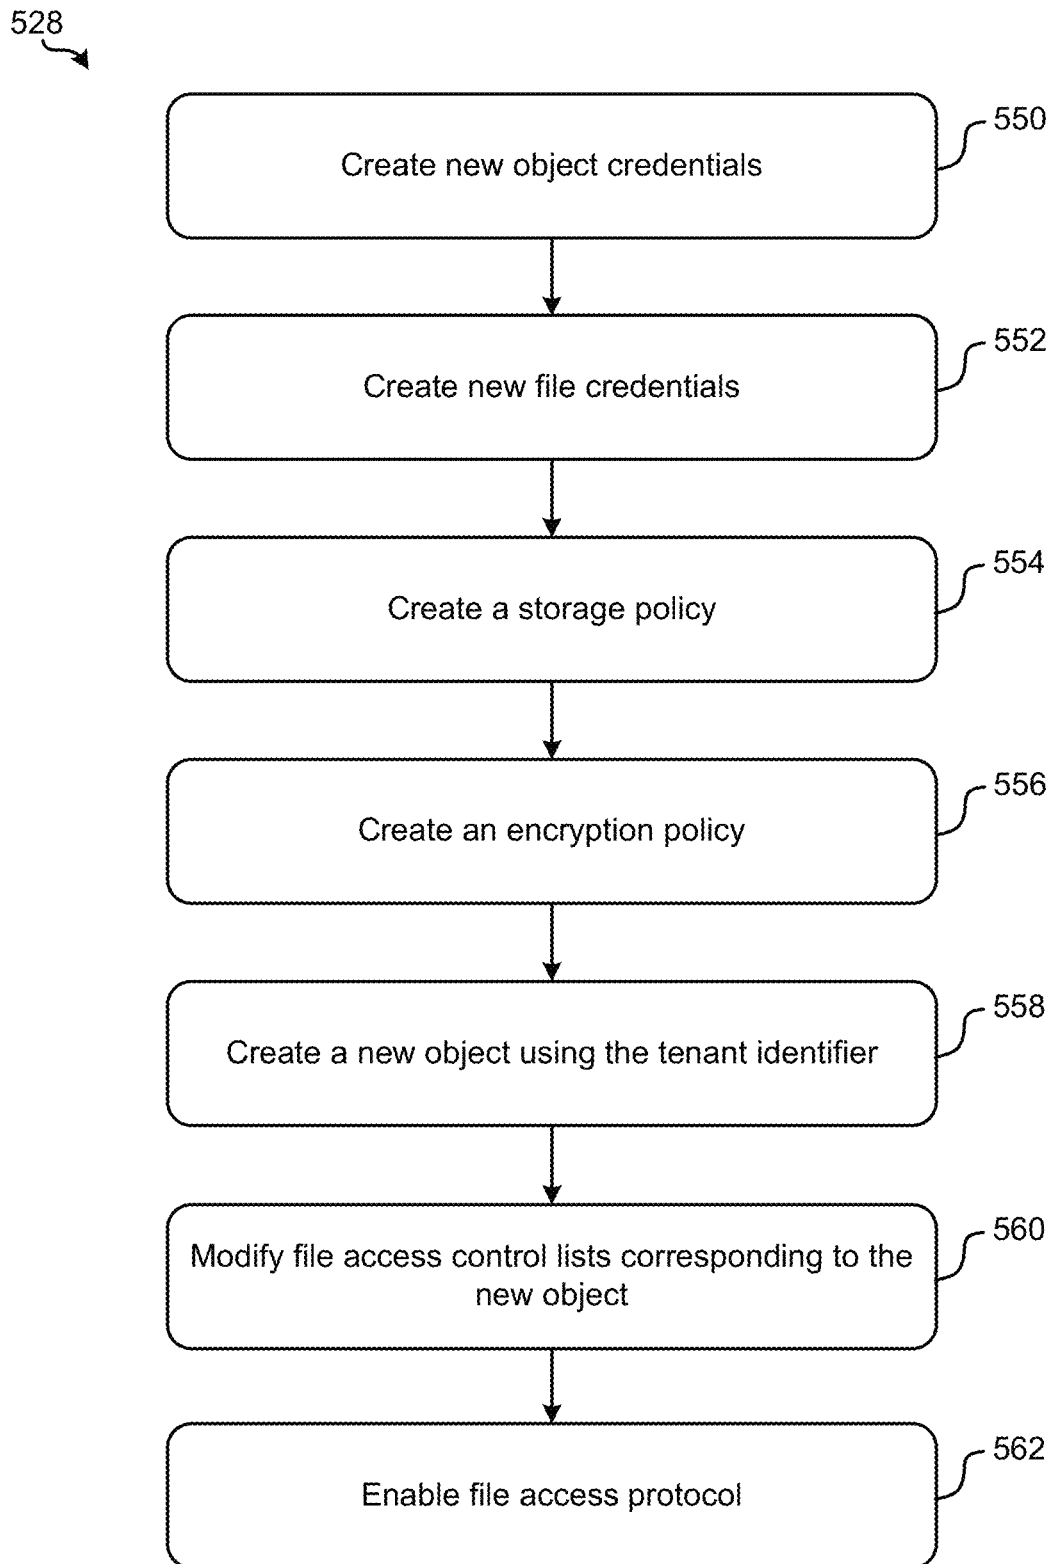 528
550
Create new object credentials
552
Create new file credentials
554
Create a storage policy
556
Create an encryption policy
558
Create a new object using the tenant identifier
560
Modify file access control lists corresponding to the
new object
562
Enable file access protocol